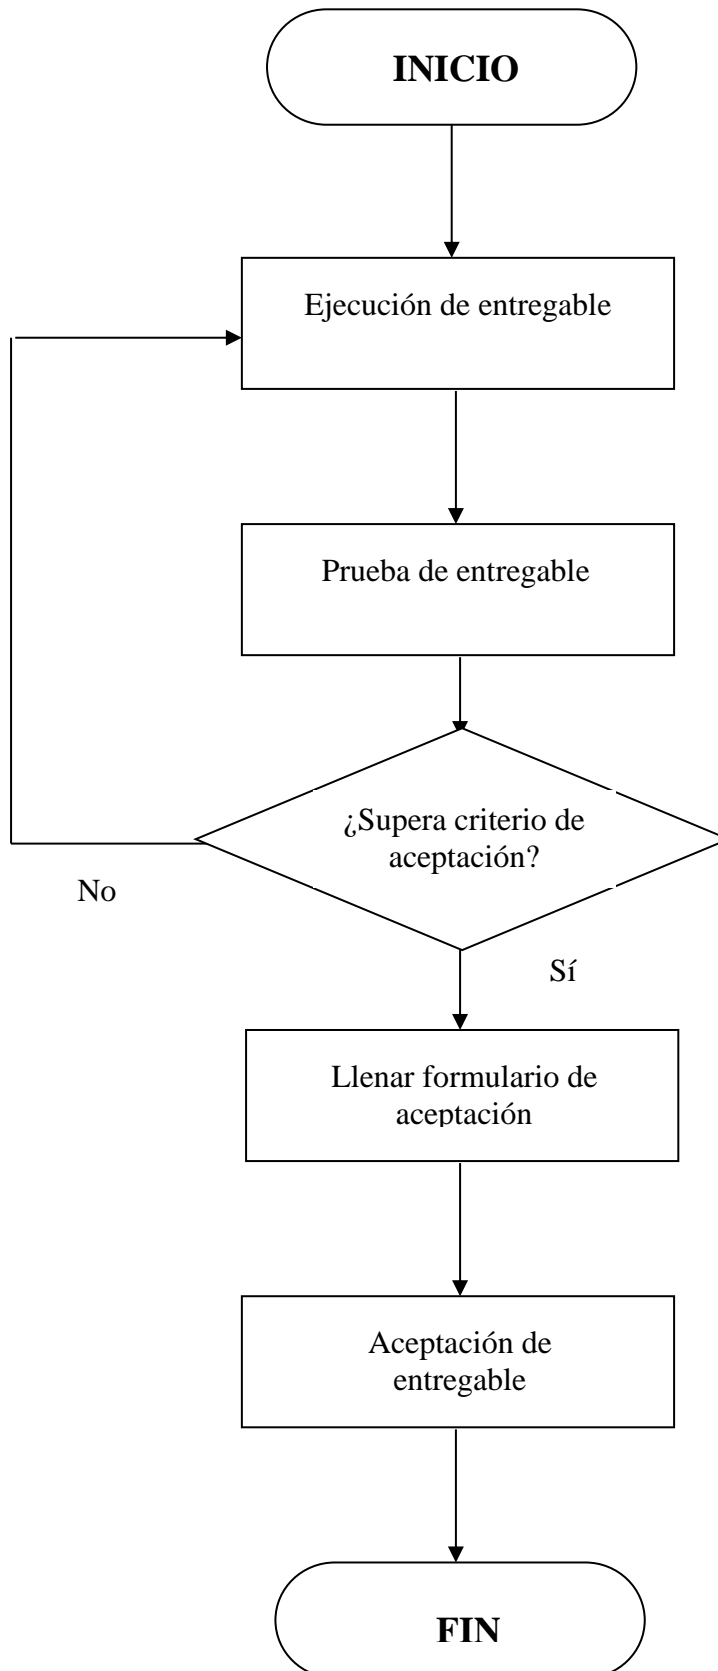 INICIO
Ejecución de entregable
Prueba de entregable
¿Supera criterio de
aceptación?
No
Sí
Llenar formulario de
aceptación
Aceptación de
entregable
FIN